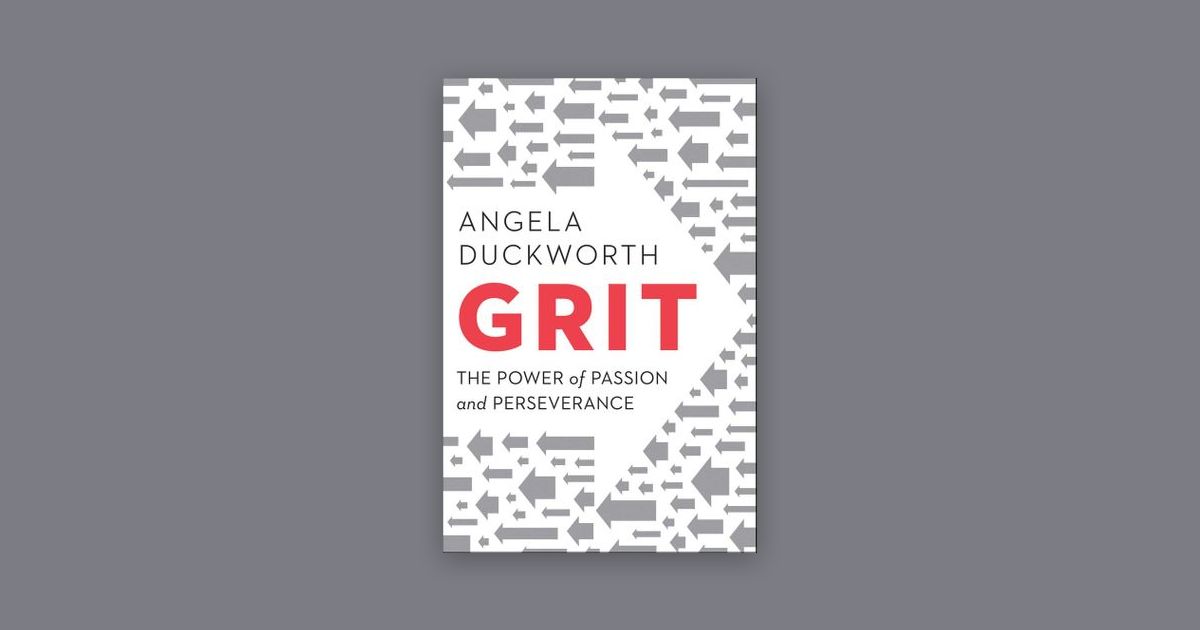 ANGELA
DUCKWORTH
GRIT
THE POWER of PASSION
and PERSEVERANCE